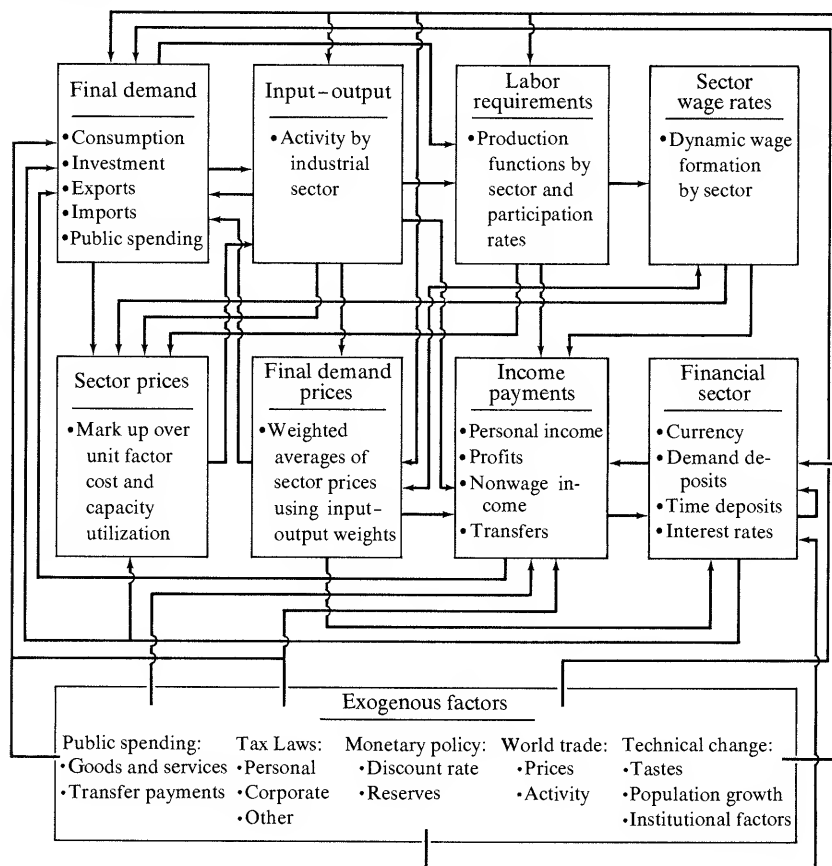 Final demand
•Consumption
•Investment
•Exports
•Imports
•Public spending
Input–output
•Activity by
industrial
sector
Labor
requirements
•Production
functions by
sector and
participation
rates
Sector
wage rates
•Dynamic wage
formation
by sector
Sector prices
•Mark up over
unit factor
cost and
capacity
utilization
Final demand
prices
•Weighted
averages of
sector prices
using input–
output weights
Income
payments
•Personal income
•Profits
•Nonwage in-
come
•Transfers
Financial
sector
•Currency
•Demand de-
posits
•Time deposits
•Interest rates
Exogenous factors
Public spending:
•Goods and services
•Transfer payments
Tax Laws:
•Personal
•Corporate
•Other
Monetary policy:
•Discount rate
•Reserves
World trade:
•Prices
•Activity
Technical change:
•Tastes
•Population growth
•Institutional factors